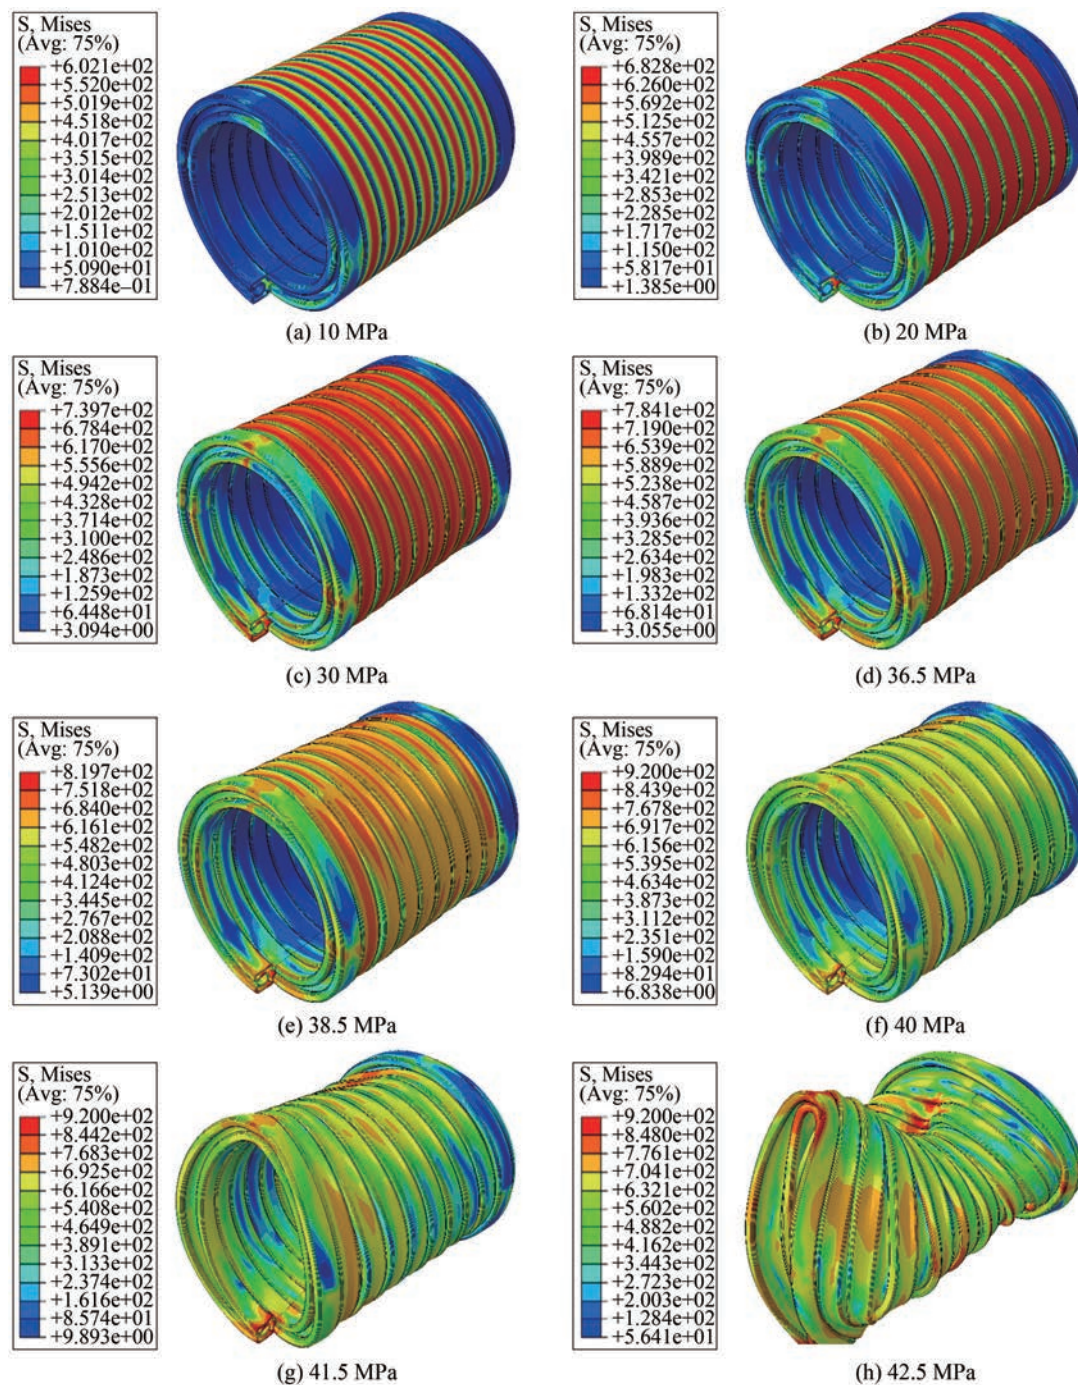 S, Mises
(Avg: 75%)
+6.021e+02
+5.520e+02
+5.019e+02
+4.518e+02
+4.017e+02
+3.515e+02
+3.014e+02
+2.513e+02
+2.012e+02
+1.511e+02
+1.010e+02
+5.090e+01
+7.884e−01
(a) 10 MPa
S, Mises
(Avg: 75%)
+6.828e+02
+6.260e+02
+5.692e+02
+5.125e+02
+4.557e+02
+3.989e+02
+3.421e+02
+2.853e+02
+2.285e+02
+1.717e+02
+1.150e+02
+5.817e+01
+1.385e+00
(b) 20 MPa
S, Mises
(Avg: 75%)
+7.397e+02
+6.784e+02
+6.170e+02
+5.556e+02
+4.942e+02
+4.328e+02
+3.714e+02
+3.100e+02
+2.486e+02
+1.873e+02
+1.259e+02
+6.448e+01
+3.094e+00
(c) 30 MPa
S, Mises
(Avg: 75%)
+7.841e+02
+7.190e+02
+6.539e+02
+5.889e+02
+5.238e+02
+4.587e+02
+3.936e+02
+3.285e+02
+2.634e+02
+1.983e+02
+1.332e+02
+6.814e+01
+3.055e+00
(d) 36.5 MPa
S, Mises
(Avg: 75%)
+8.197e+02
+7.518e+02
+6.840e+02
+6.161e+02
+5.482e+02
+4.803e+02
+4.124e+02
+3.445e+02
+2.767e+02
+2.088e+02
+1.409e+02
+7.302e+01
+5.139e+00
(e) 38.5 MPa
S, Mises
(Avg: 75%)
+9.200e+02
+8.439e+02
+7.678e+02
+6.917e+02
+6.156e+02
+5.395e+02
+4.634e+02
+3.873e+02
+3.112e+02
+2.351e+02
+1.590e+02
+8.294e+01
+6.838e+00
(f) 40 MPa
S, Mises
(Avg: 75%)
+9.200e+02
+8.442e+02
+7.683e+02
+6.925e+02
+6.166e+02
+5.408e+02
+4.649e+02
+3.891e+02
+3.133e+02
+2.374e+02
+1.616e+02
+8.574e+01
+9.893e+00
(g) 41.5 MPa
S, Mises
(Avg: 75%)
+9.200e+02
+8.480e+02
+7.761e+02
+7.041e+02
+6.321e+02
+5.602e+02
+4.882e+02
+4.162e+02
+3.443e+02
+2.723e+02
+2.003e+02
+1.284e+02
+5.641e+01
(h) 42.5 MPa